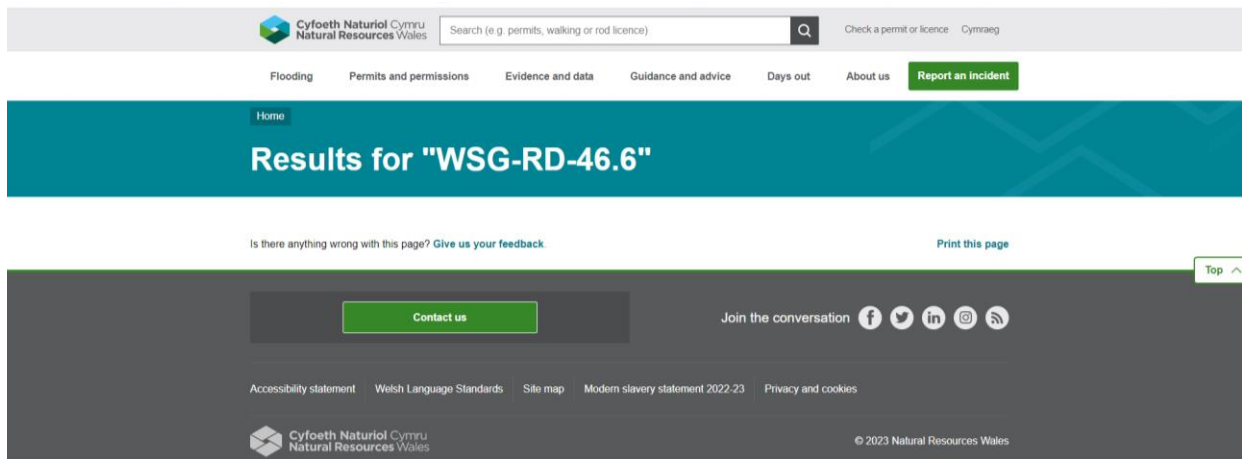 Cyfoeth Naturiol Cymru
Natural Resources Wales
Search (e.g. permits, walking or rod licence)
Check a permit or licence
Cymraeg
Flooding
Permits and permissions
Evidence and data
Guidance and advice
Days out
About us
Report an incident
Home
Results for "WSG-RD-46.6"
Is there anything wrong with this page? Give us your feedback.
Print this page
Top
Contact us
Join the conversation
Accessibility statement
Welsh Language Standards
Site map
Modern slavery statement 2022-23
Privacy and cookies
Cyfoeth Naturiol Cymru
Natural Resources Wales
© 2023 Natural Resources Wales